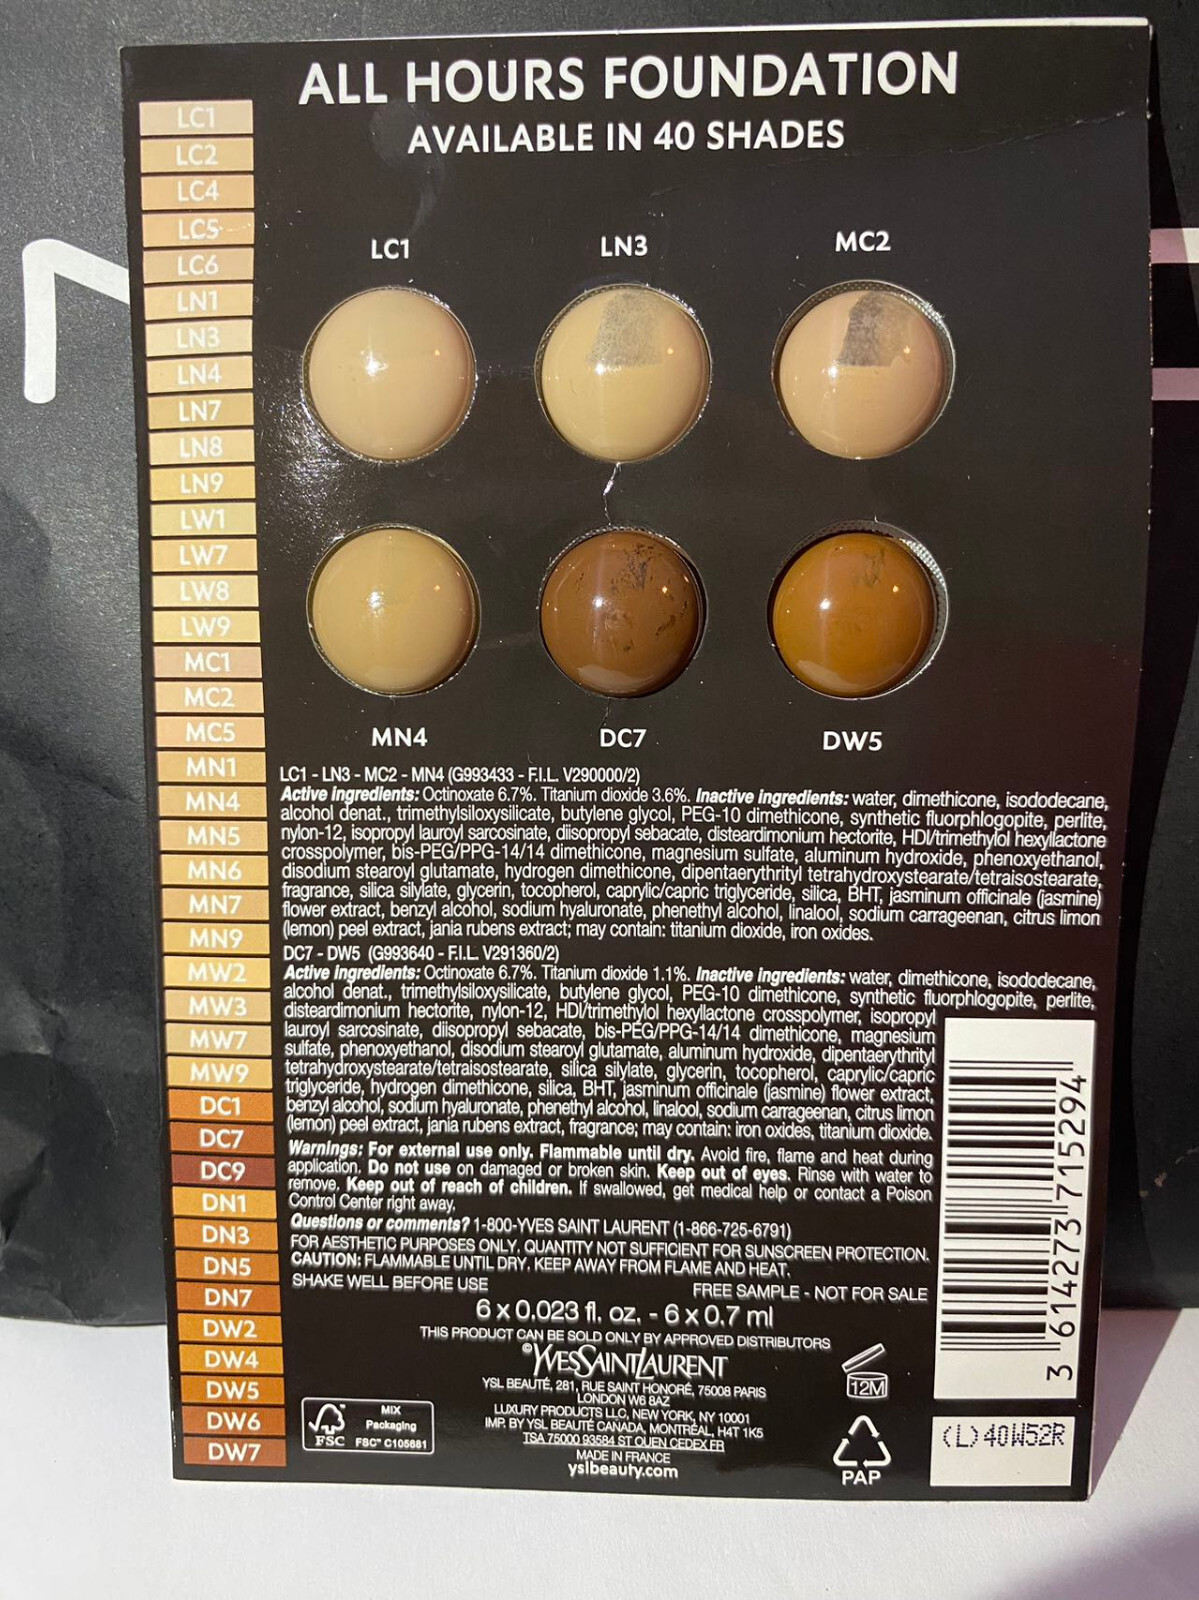 ALL HOURS FOUNDATION
AVAILABLE IN 40 SHADES
LC1
LC2
LC4
LC5
LC6
LN1
LN3
LN4
LN7
LN8
LN9
LW1
LW7
LW8
LW9
MC1
MC2
MC5
MN1
MN4
MN5
MN6
MN7
MN9
MW2
MW3
MW7
MW9
DC1
DC7
DC9
DN1
DN3
DN5
DN7
DW2
DW4
DW5
DW6
DW7
LC1 LN3 MC2
MN4 DC7 DW5
LC1 - LN3 - MC2 - MN4 (G993433 - F.I.L. V290000/2)
Active ingredients: Octinoxate 6.7%. Titanium dioxide 3.6%. Inactive ingredients: water, dimethicone, isododecane,
alcohol denat., trimethylsiloxysilicate, butylene glycol, PEG-10 dimethicone, synthetic fluorphlogopite, perlite,
nylon-12, isopropyl lauroyl sarcosinate, diisopropyl sebacate, disteardimonium hectorite, HDI/trimethylol hexyllactone
crosspolymer, bis-PEG/PPG-14/14 dimethicone, magnesium sulfate, aluminum hydroxide, phenoxyethanol,
disodium stearoyl glutamate, hydrogen dimethicone, dipentaerythrityl tetrahydroxystearate/tetraisostearate,
fragrance, silica silylate, glycerin, tocopherol, caprylic/capric triglyceride, silica, BHT, jasminum officinale (jasmine)
flower extract, benzyl alcohol, sodium hyaluronate, phenethyl alcohol, linalool, sodium carrageenan, citrus limon
(lemon) peel extract, jania rubens extract; may contain: titanium dioxide, iron oxides.
DC7 - DW5 (G993640 - F.I.L. V291360/2)
Active ingredients: Octinoxate 6.7%. Titanium dioxide 1.1%. Inactive ingredients: water, dimethicone, isododecane,
alcohol denat., trimethylsiloxysilicate, butylene glycol, PEG-10 dimethicone, synthetic fluorphlogopite, perlite,
disteardimonium hectorite, nylon-12, HDI/trimethylol hexyllactone crosspolymer, isopropyl
lauroyl sarcosinate, diisopropyl sebacate, bis-PEG/PPG-14/14 dimethicone, magnesium
sulfate, phenoxyethanol, disodium stearoyl glutamate, aluminum hydroxide, dipentaerythrityl
tetrahydroxystearate/tetraisostearate, silica silylate, glycerin, tocopherol, caprylic/capric
triglyceride, hydrogen dimethicone, silica, BHT, jasminum officinale (jasmine) flower extract,
benzyl alcohol, sodium hyaluronate, phenethyl alcohol, linalool, sodium carrageenan, citrus limon
(lemon) peel extract, jania rubens extract, fragrance; may contain: iron oxides, titanium dioxide.
Warnings: For external use only. Flammable until dry. Avoid fire, flame and heat during
application. Do not use on damaged or broken skin. Keep out of eyes. Rinse with water to
remove, Keep out of reach of children. If swallowed, get medical help or contact a Poison
Control Center right away.
Questions or comments? 1-800-YVES SAINT LAURENT (1-866-725-6791)
FOR AESTHETIC PURPOSES ONLY, QUANTITY NOT SUFFICIENT FOR SUNSCREEN PROTECTION.
CAUTION: FLAMMABLE UNTIL DRY. KEEP AWAY FROM FLAME AND HEAT.
SHAKE WELL BEFORE USE
FREE SAMPLE - NOT FOR SALE
6 x 0.023 fl. oz. - 6 x 0.7 ml
THIS PRODUCT CAN BE SOLD ONLY BY APPROVED DISTRIBUTORS
©YVESSAINTLAURENT
YSL BEAUTÉ, 281, RUE SAINT HONORÉ, 75008 PARIS
LONDON W6 8AZ
LUXURY PRODUCTS LLC, NEW YORK, NY 10001
IMP. BY YSL BEAUTÉ CANADA, MONTRÉAL, H4T 1K5
TSA 75000 93584 ST OUEN CEDEX FR
MADE IN FRANCE
yslbeauty.com
MIX
Packaging
FSC FSC™ C105681
12M
PAP
3 614273 715294
(L)40W52R